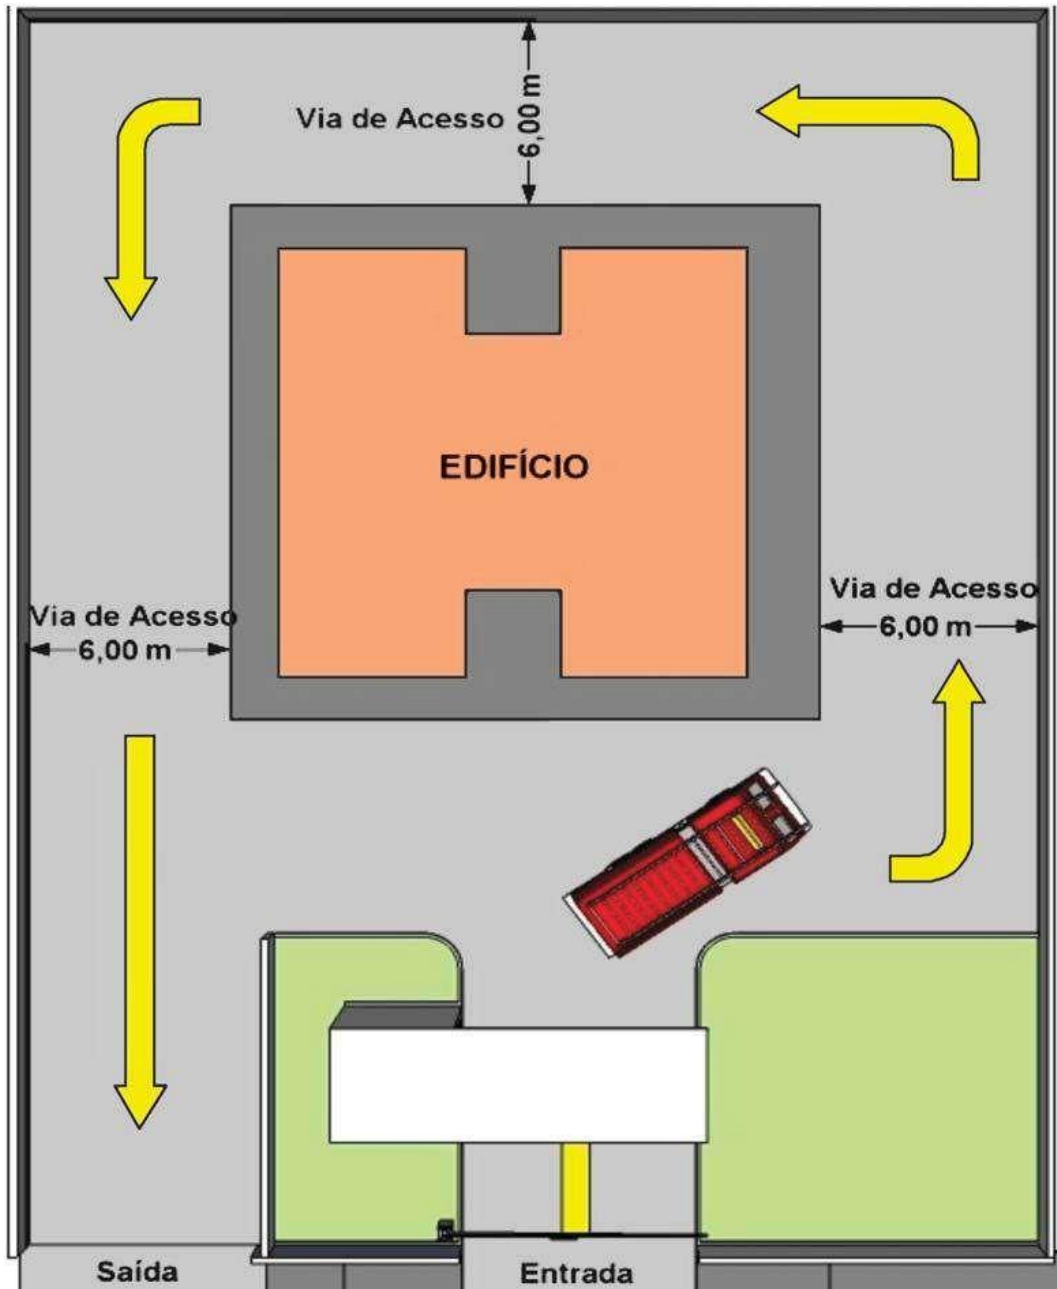 Via de Acesso
6,00 m
EDIFÍCIO
Via de Acesso
6,00 m
Via de Acesso
6,00 m
Saída
Entrada